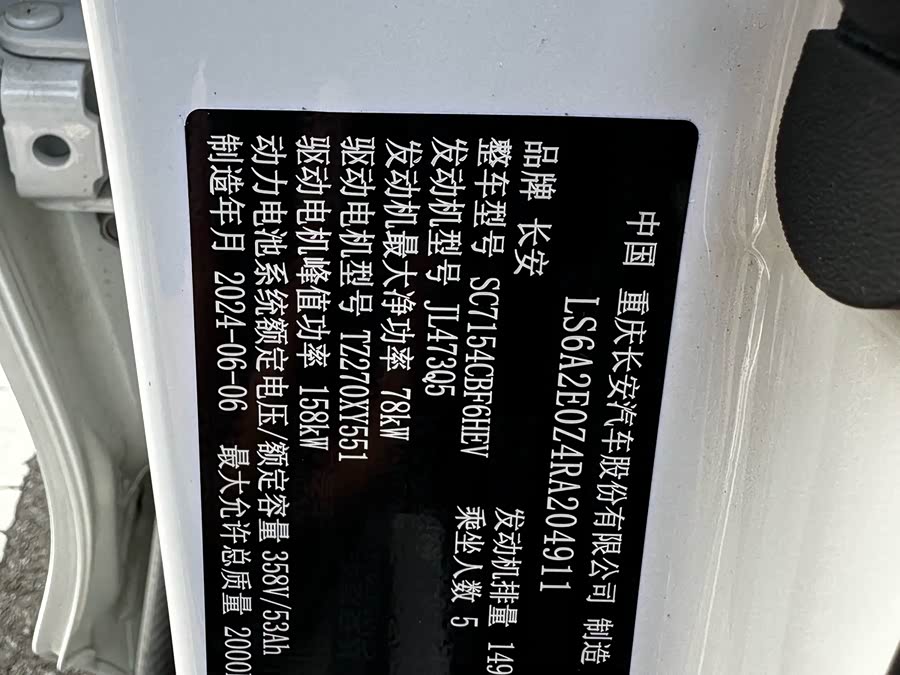 中国 重庆长安汽车股份有限公司 制造
LS6A2E0Z4RA204911
品牌 长安
整车型号 SC7154CBF6HEV 发动机排量 149
发动机型号 JL473Q5 乘坐人数 5
发动机最大净功率 78kW
驱动电机型号 TZ270XY551
驱动电机峰值功率 158kW
动力电池系统额定电压/额定容量 358V/53Ah
制造年月 2024-06-06 最大允许总质量 2000